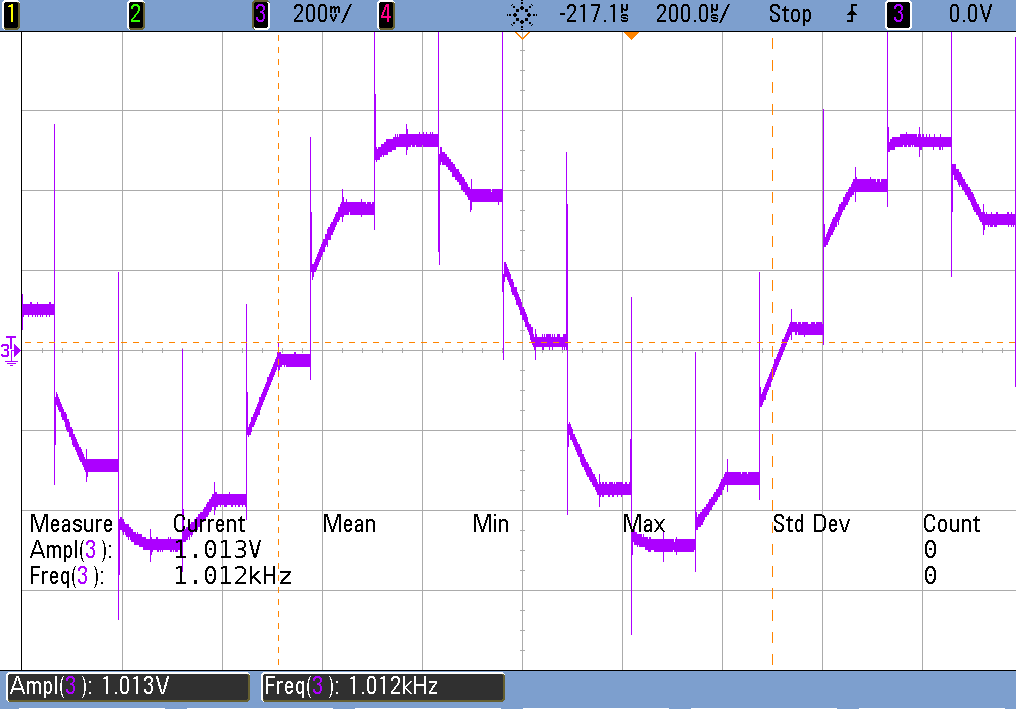 1 2 3 200mV/ 4 -217.1µs 200.0µs/ Stop 3 0.0V
3
Measure Current Mean Min Max Std Dev Count
Ampl(3): 1.013V 0
Freq(3): 1.012kHz 0
Ampl(3): 1.013V Freq(3): 1.012kHz